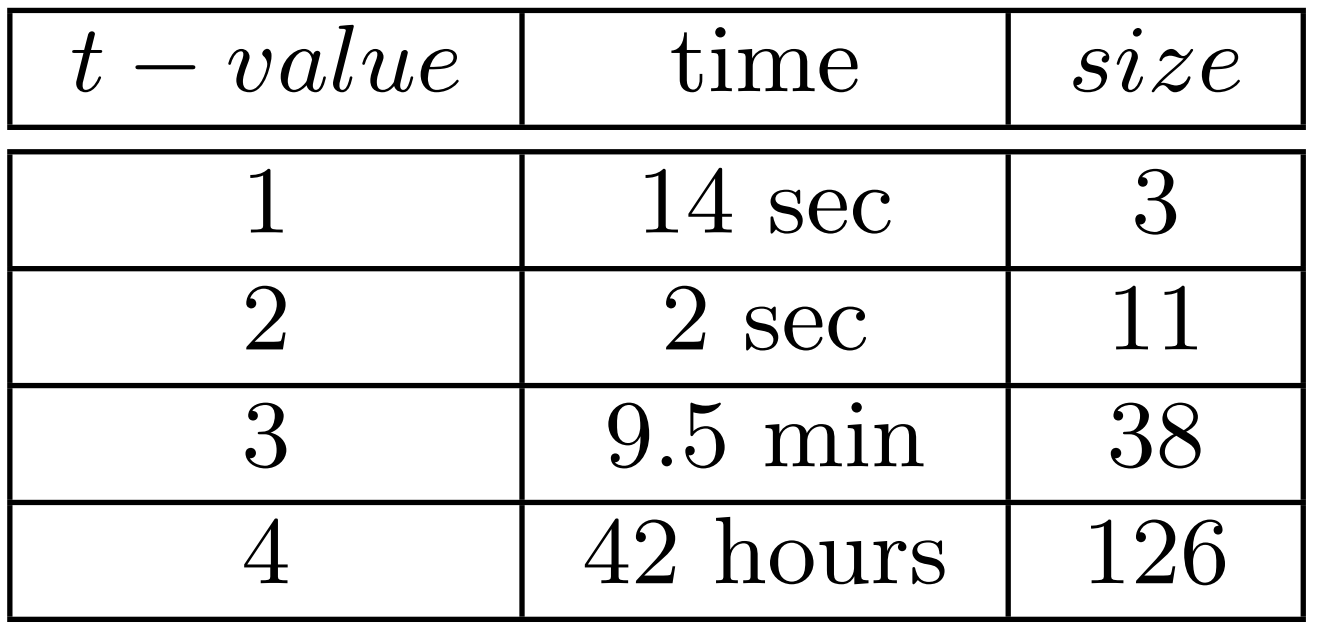 t − value time size
1 14 sec 3
2 2 sec 11
3 9.5 min 38
4 42 hours 126